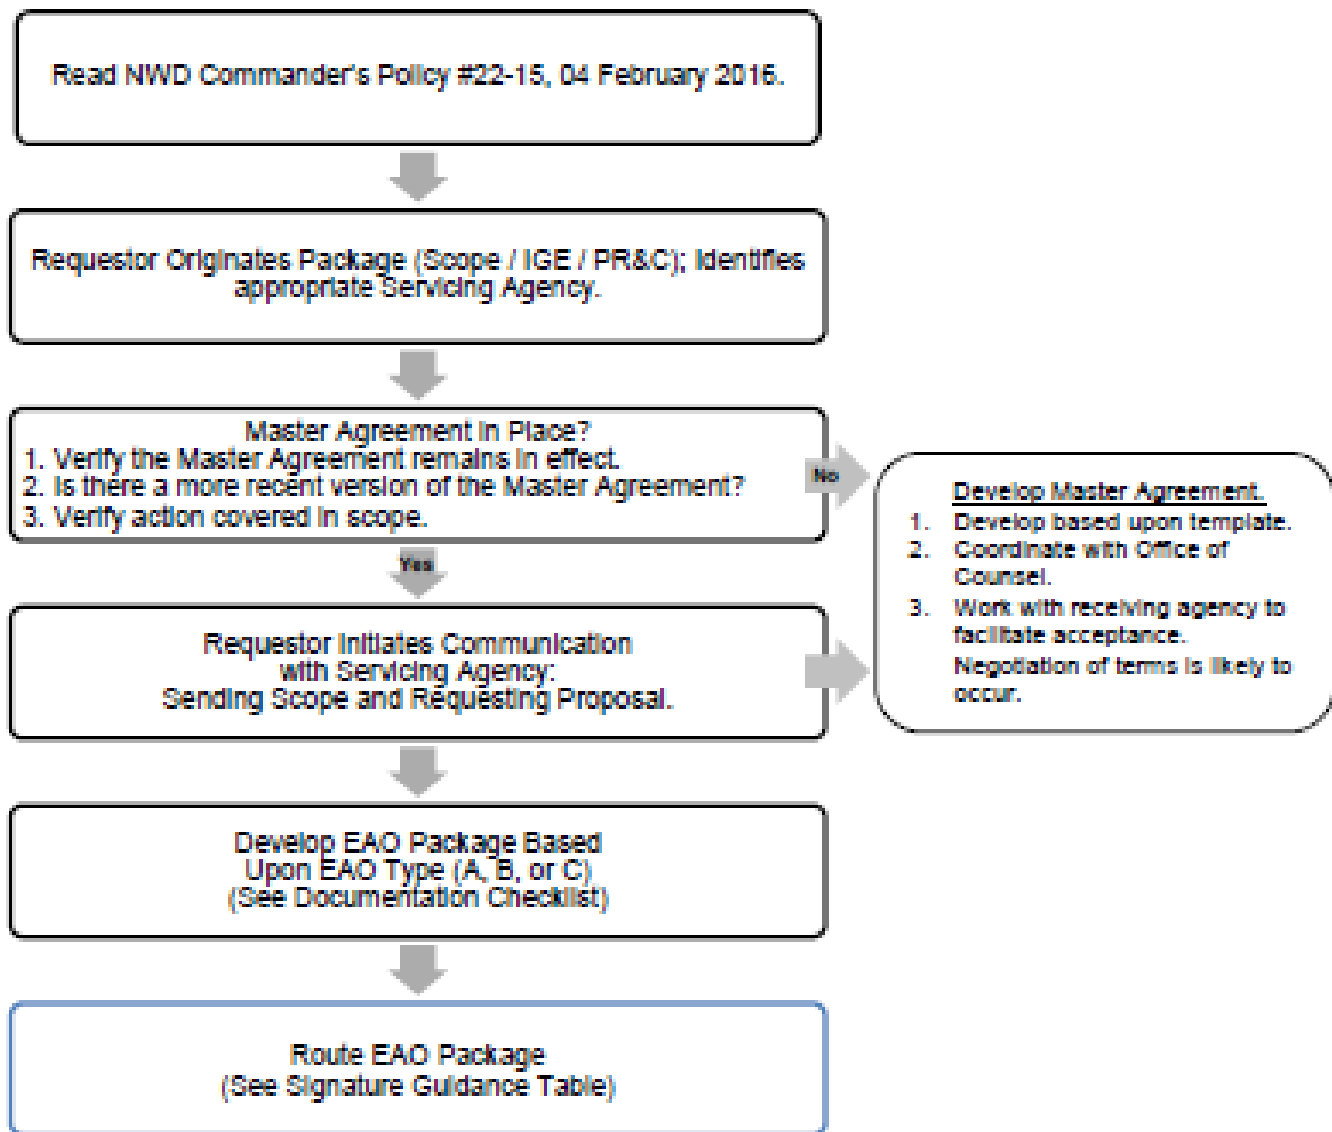 Read NWD Commander's Policy #22-15, 04 February 2016.
Requestor Originates Package (Scope / IGE / PR&C); Identifies
appropriate Servicing Agency.
Master Agreement In Place?
1. Verify the Master Agreement remains in effect.
2. Is there a more recent version of the Master Agreement?
3. Verify action covered in scope.
No
Develop Master Agreement.
1. Develop based upon template.
2. Coordinate with Office of
Counsel.
3. Work with receiving agency to
facilitate acceptance.
Negotiation of terms is likely to
occur.
Yes
Requestor Initiates Communication
with Servicing Agency:
Sending Scope and Requesting Proposal.
Develop EAO Package Based
Upon EAO Type (A, B, or C)
(See Documentation Checklist)
Route EAO Package
(See Signature Guidance Table)